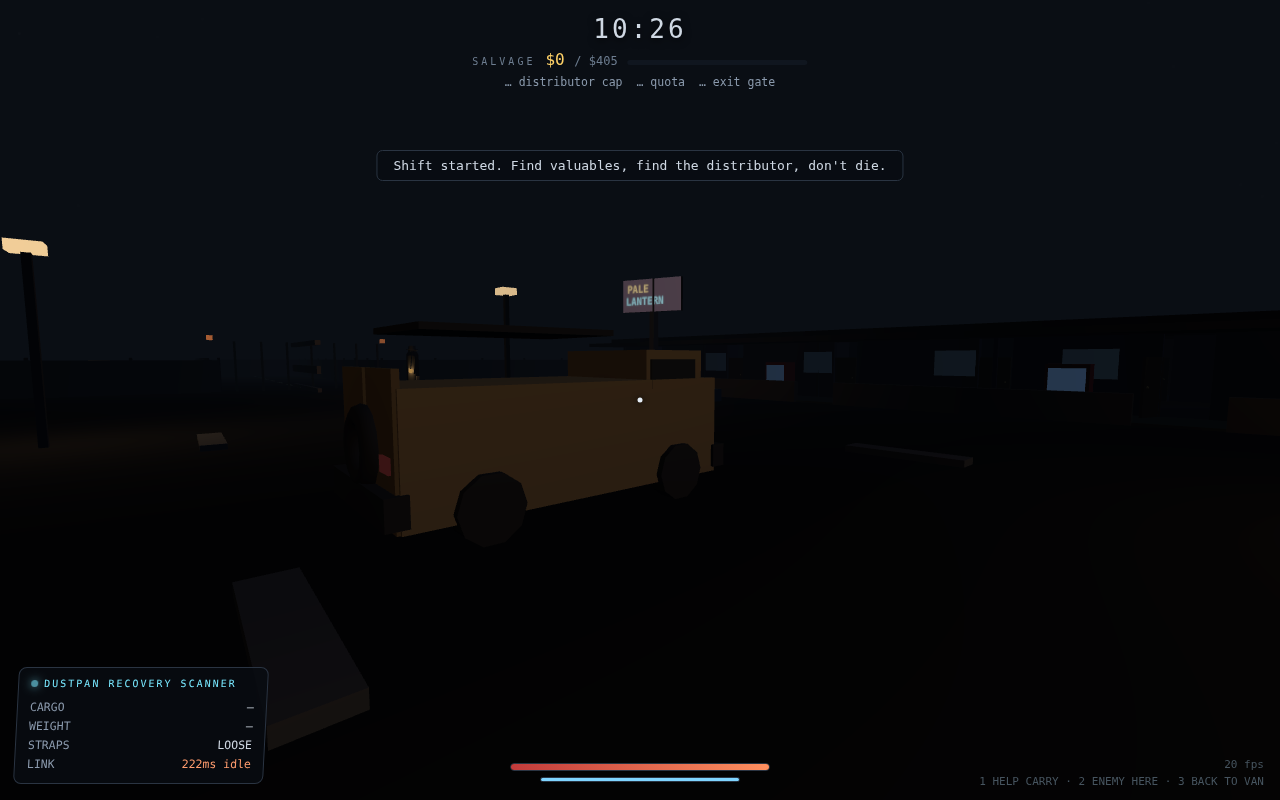 10:26
SALVAGE $0 / $405
… distributor cap … quota … exit gate
Shift started. Find valuables, find the distributor, don't die.
PALE
LANTERN
DUSTPAN RECOVERY SCANNER
CARGO —
WEIGHT —
STRAPS LOOSE
LINK 222ms idle
20 fps
1 HELP CARRY · 2 ENEMY HERE · 3 BACK TO VAN